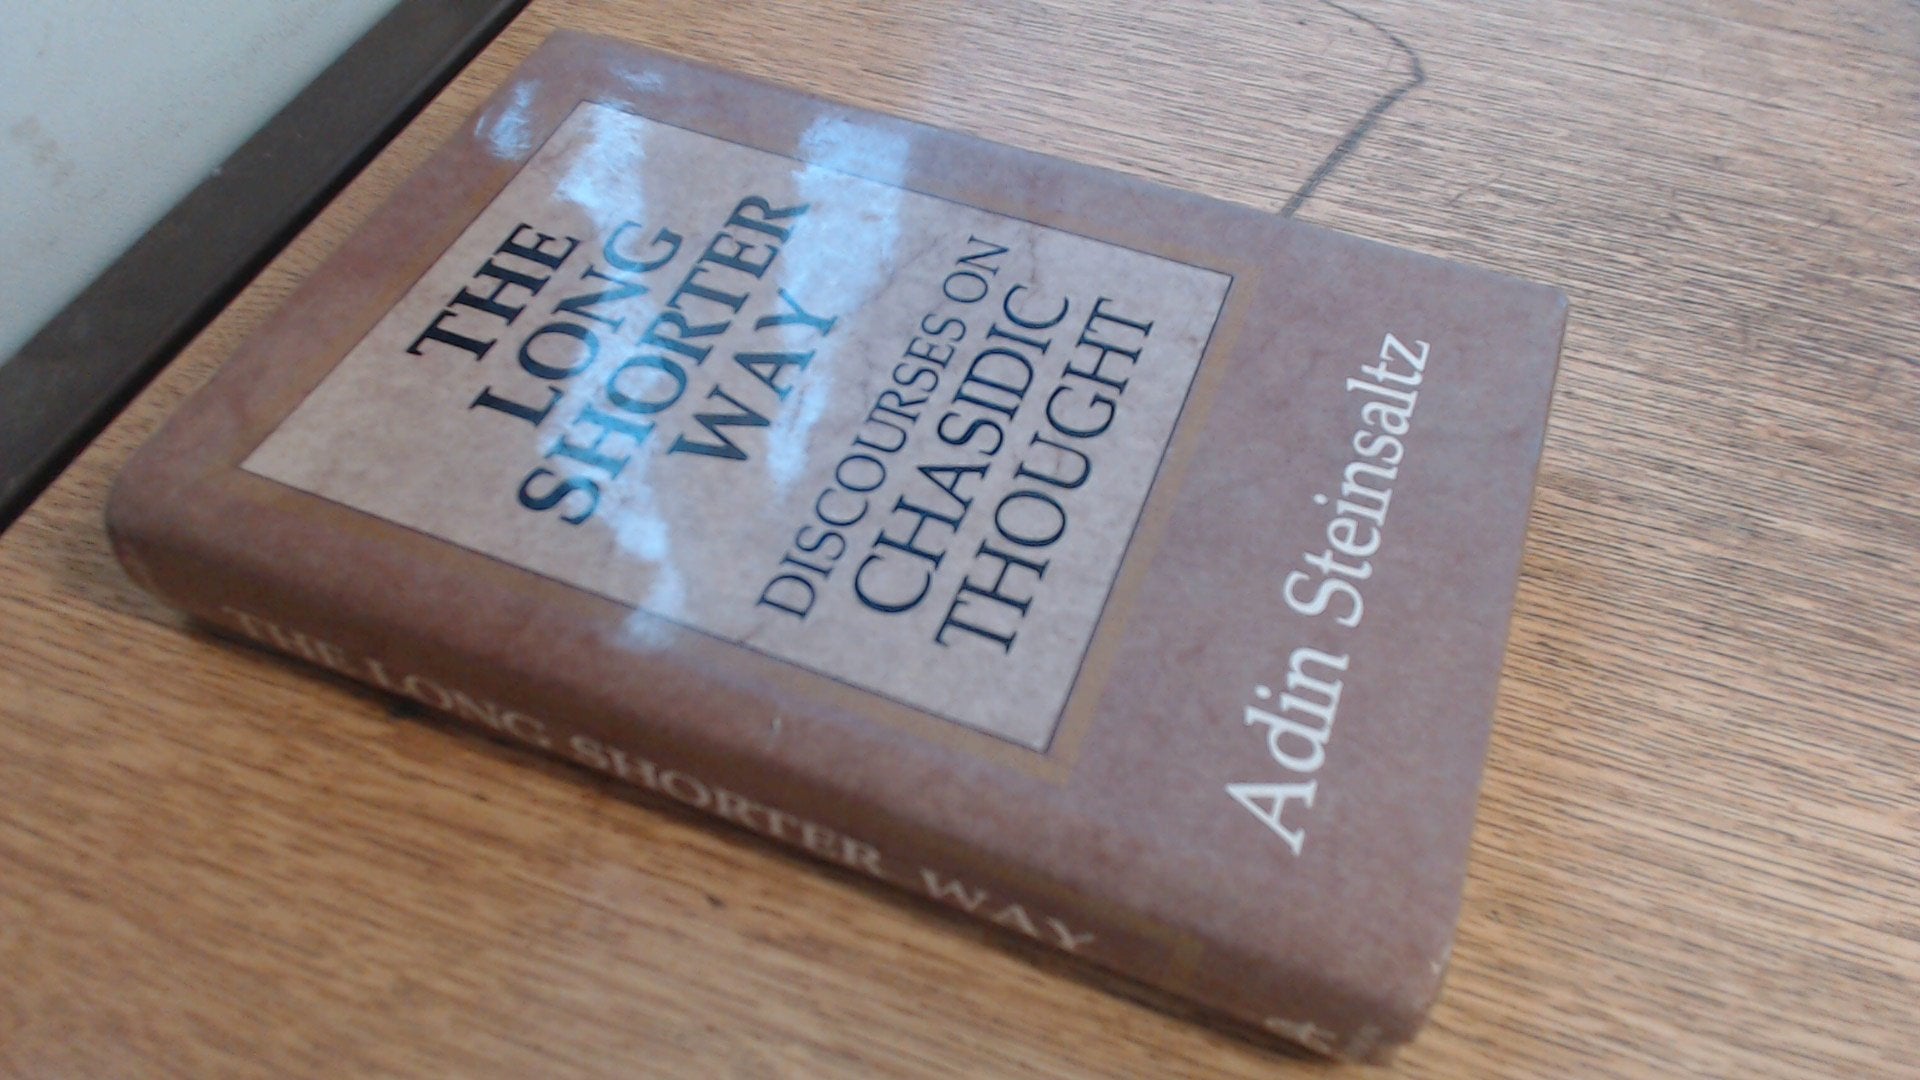 THE
LONG
SHORTER
WAY
DISCOURSES ON
CHASIDIC
THOUGHT
Adin Steinsaltz
THE LONG SHORTER WAY